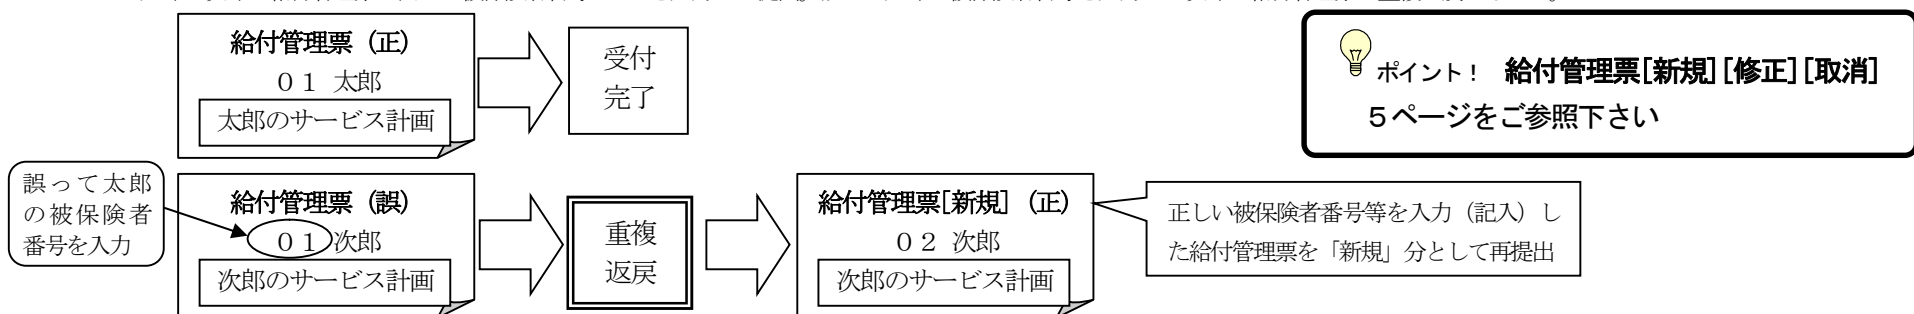 給付管理票（正）
０１ 太郎
太郎のサービス計画
受付
完了
ポイント！ 給付管理票[新規][修正][取消]
５ページをご参照下さい
誤って太郎
の被保険者
番号を入力
給付管理票（誤）
０１ 次郎
次郎のサービス計画
重複
返戻
給付管理票[新規]（正）
０２ 次郎
次郎のサービス計画
正しい被保険者番号等を入力（記入）し
た給付管理票を「新規」分として再提出